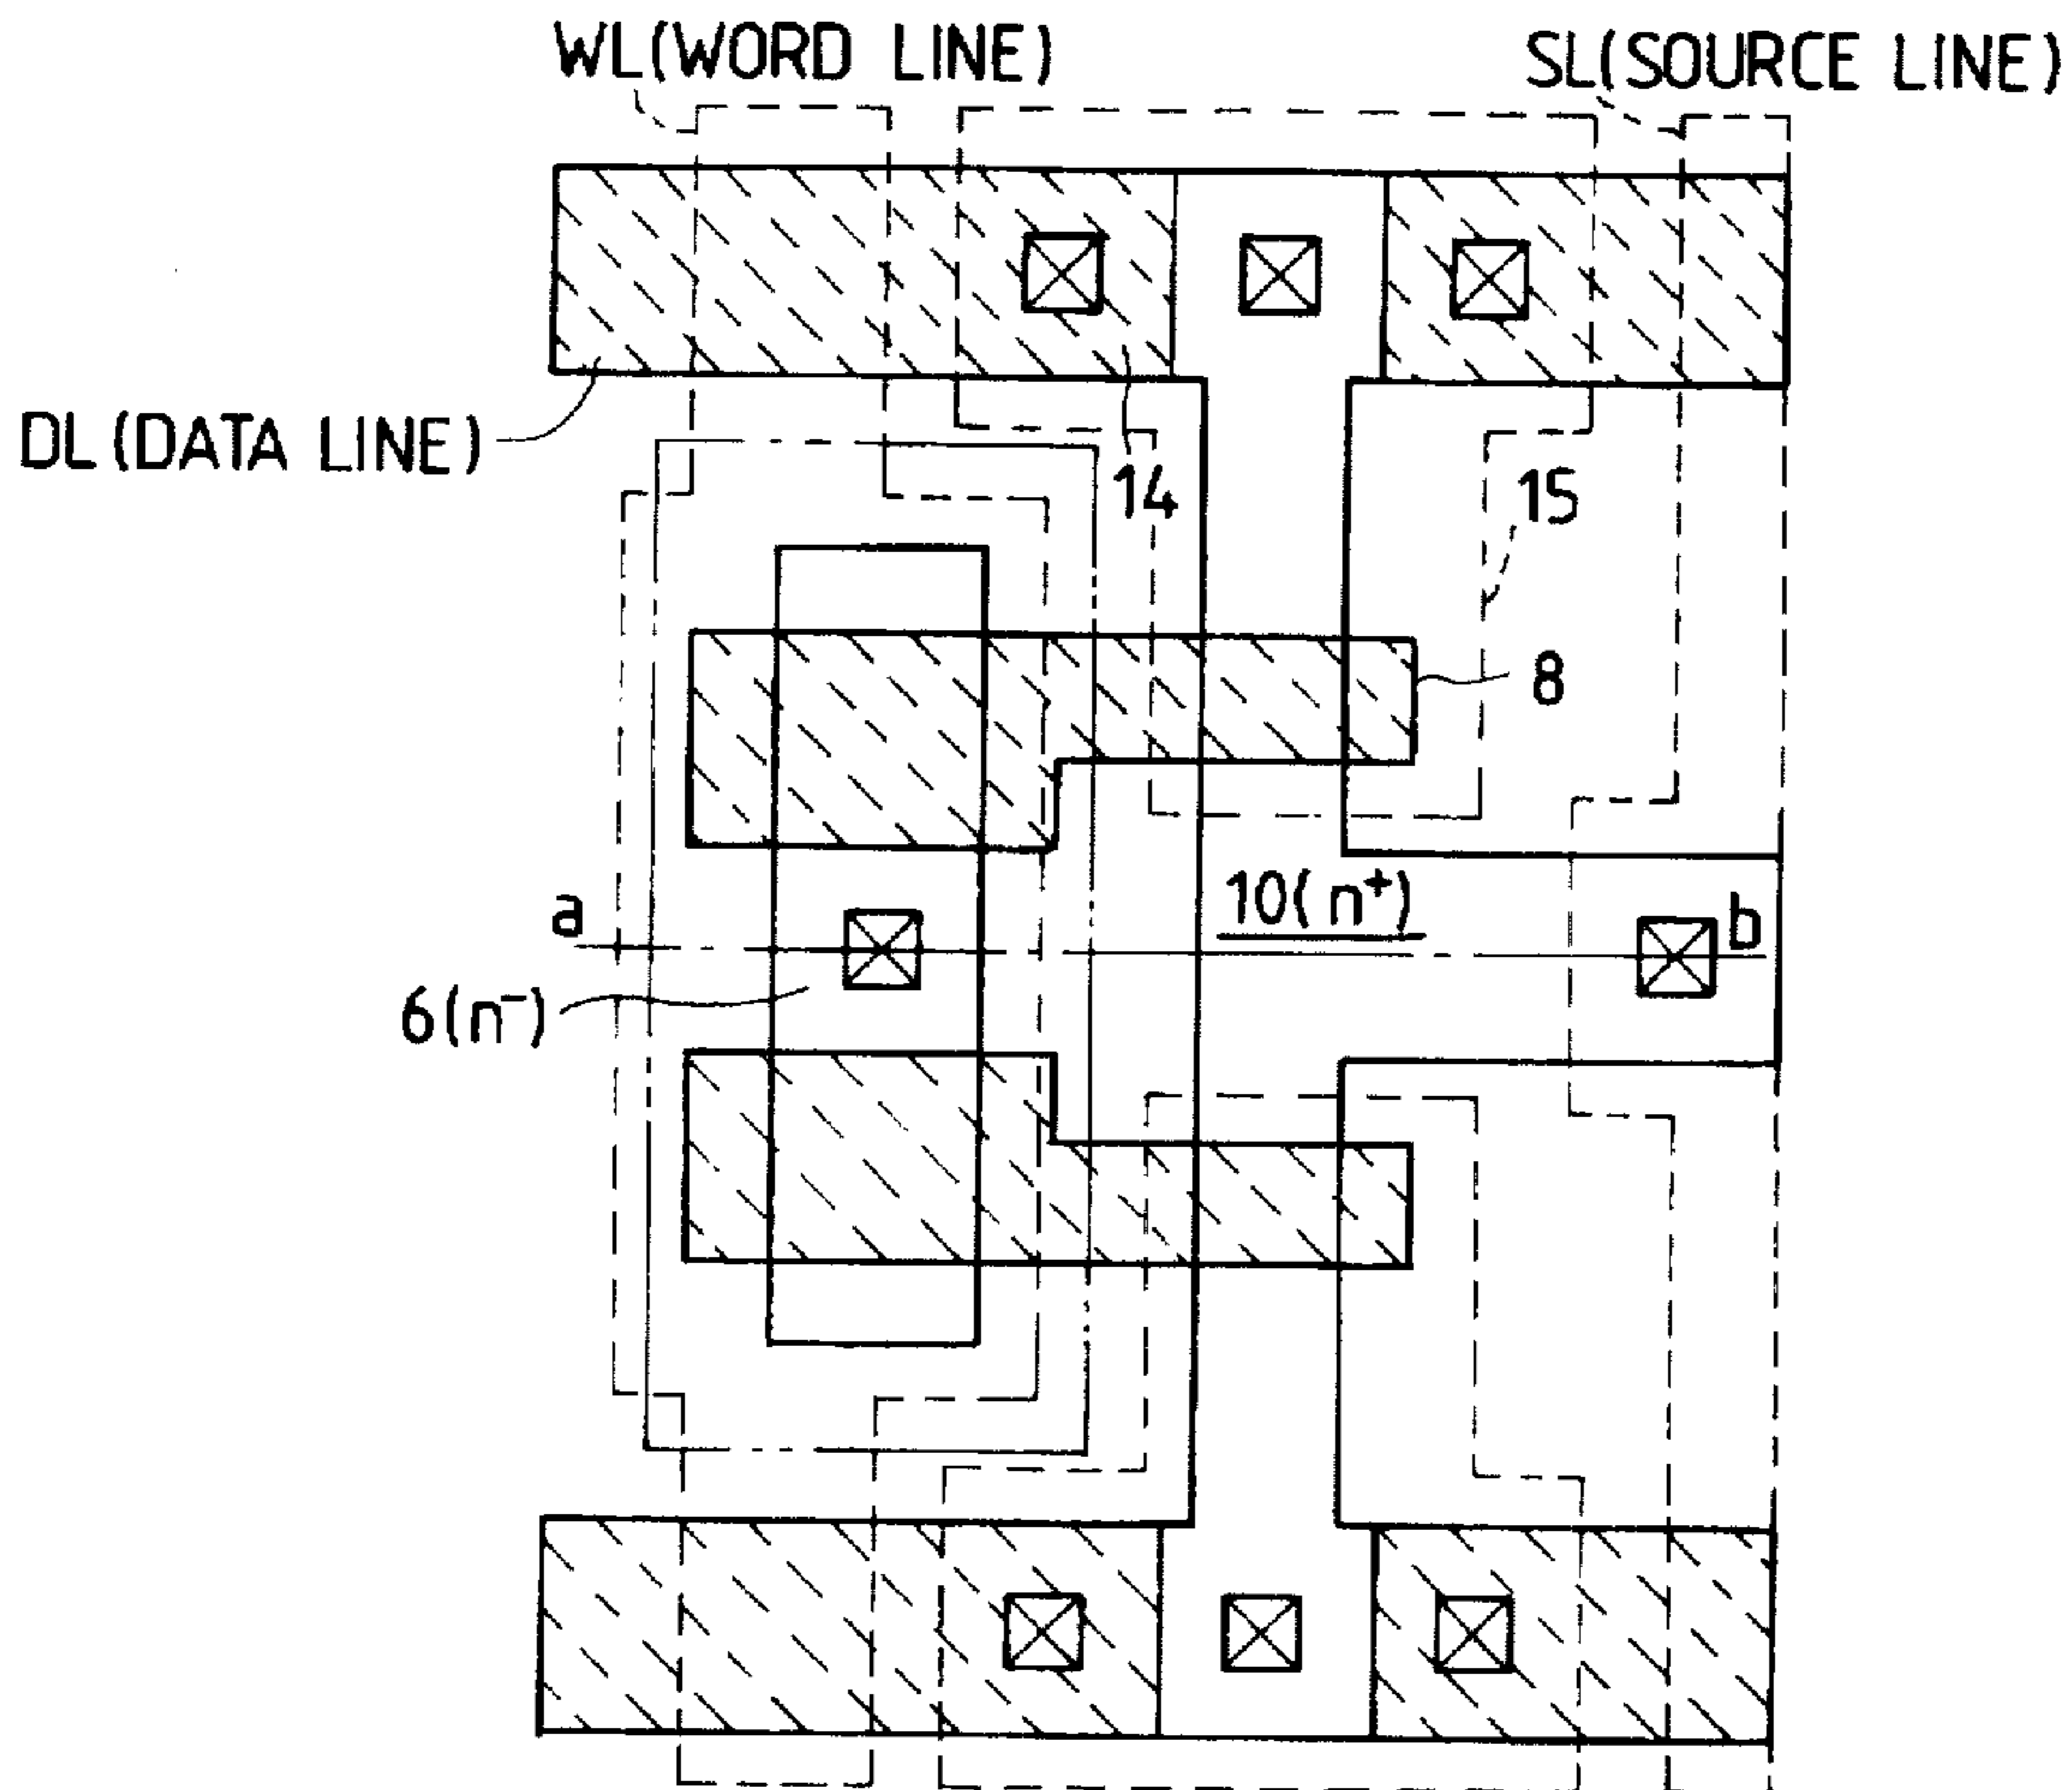 WL(WORD LINE)
SL(SOURCE LINE)
DL(DATA LINE)
14
15
8
10(n⁺)
a
b
6(n⁻)